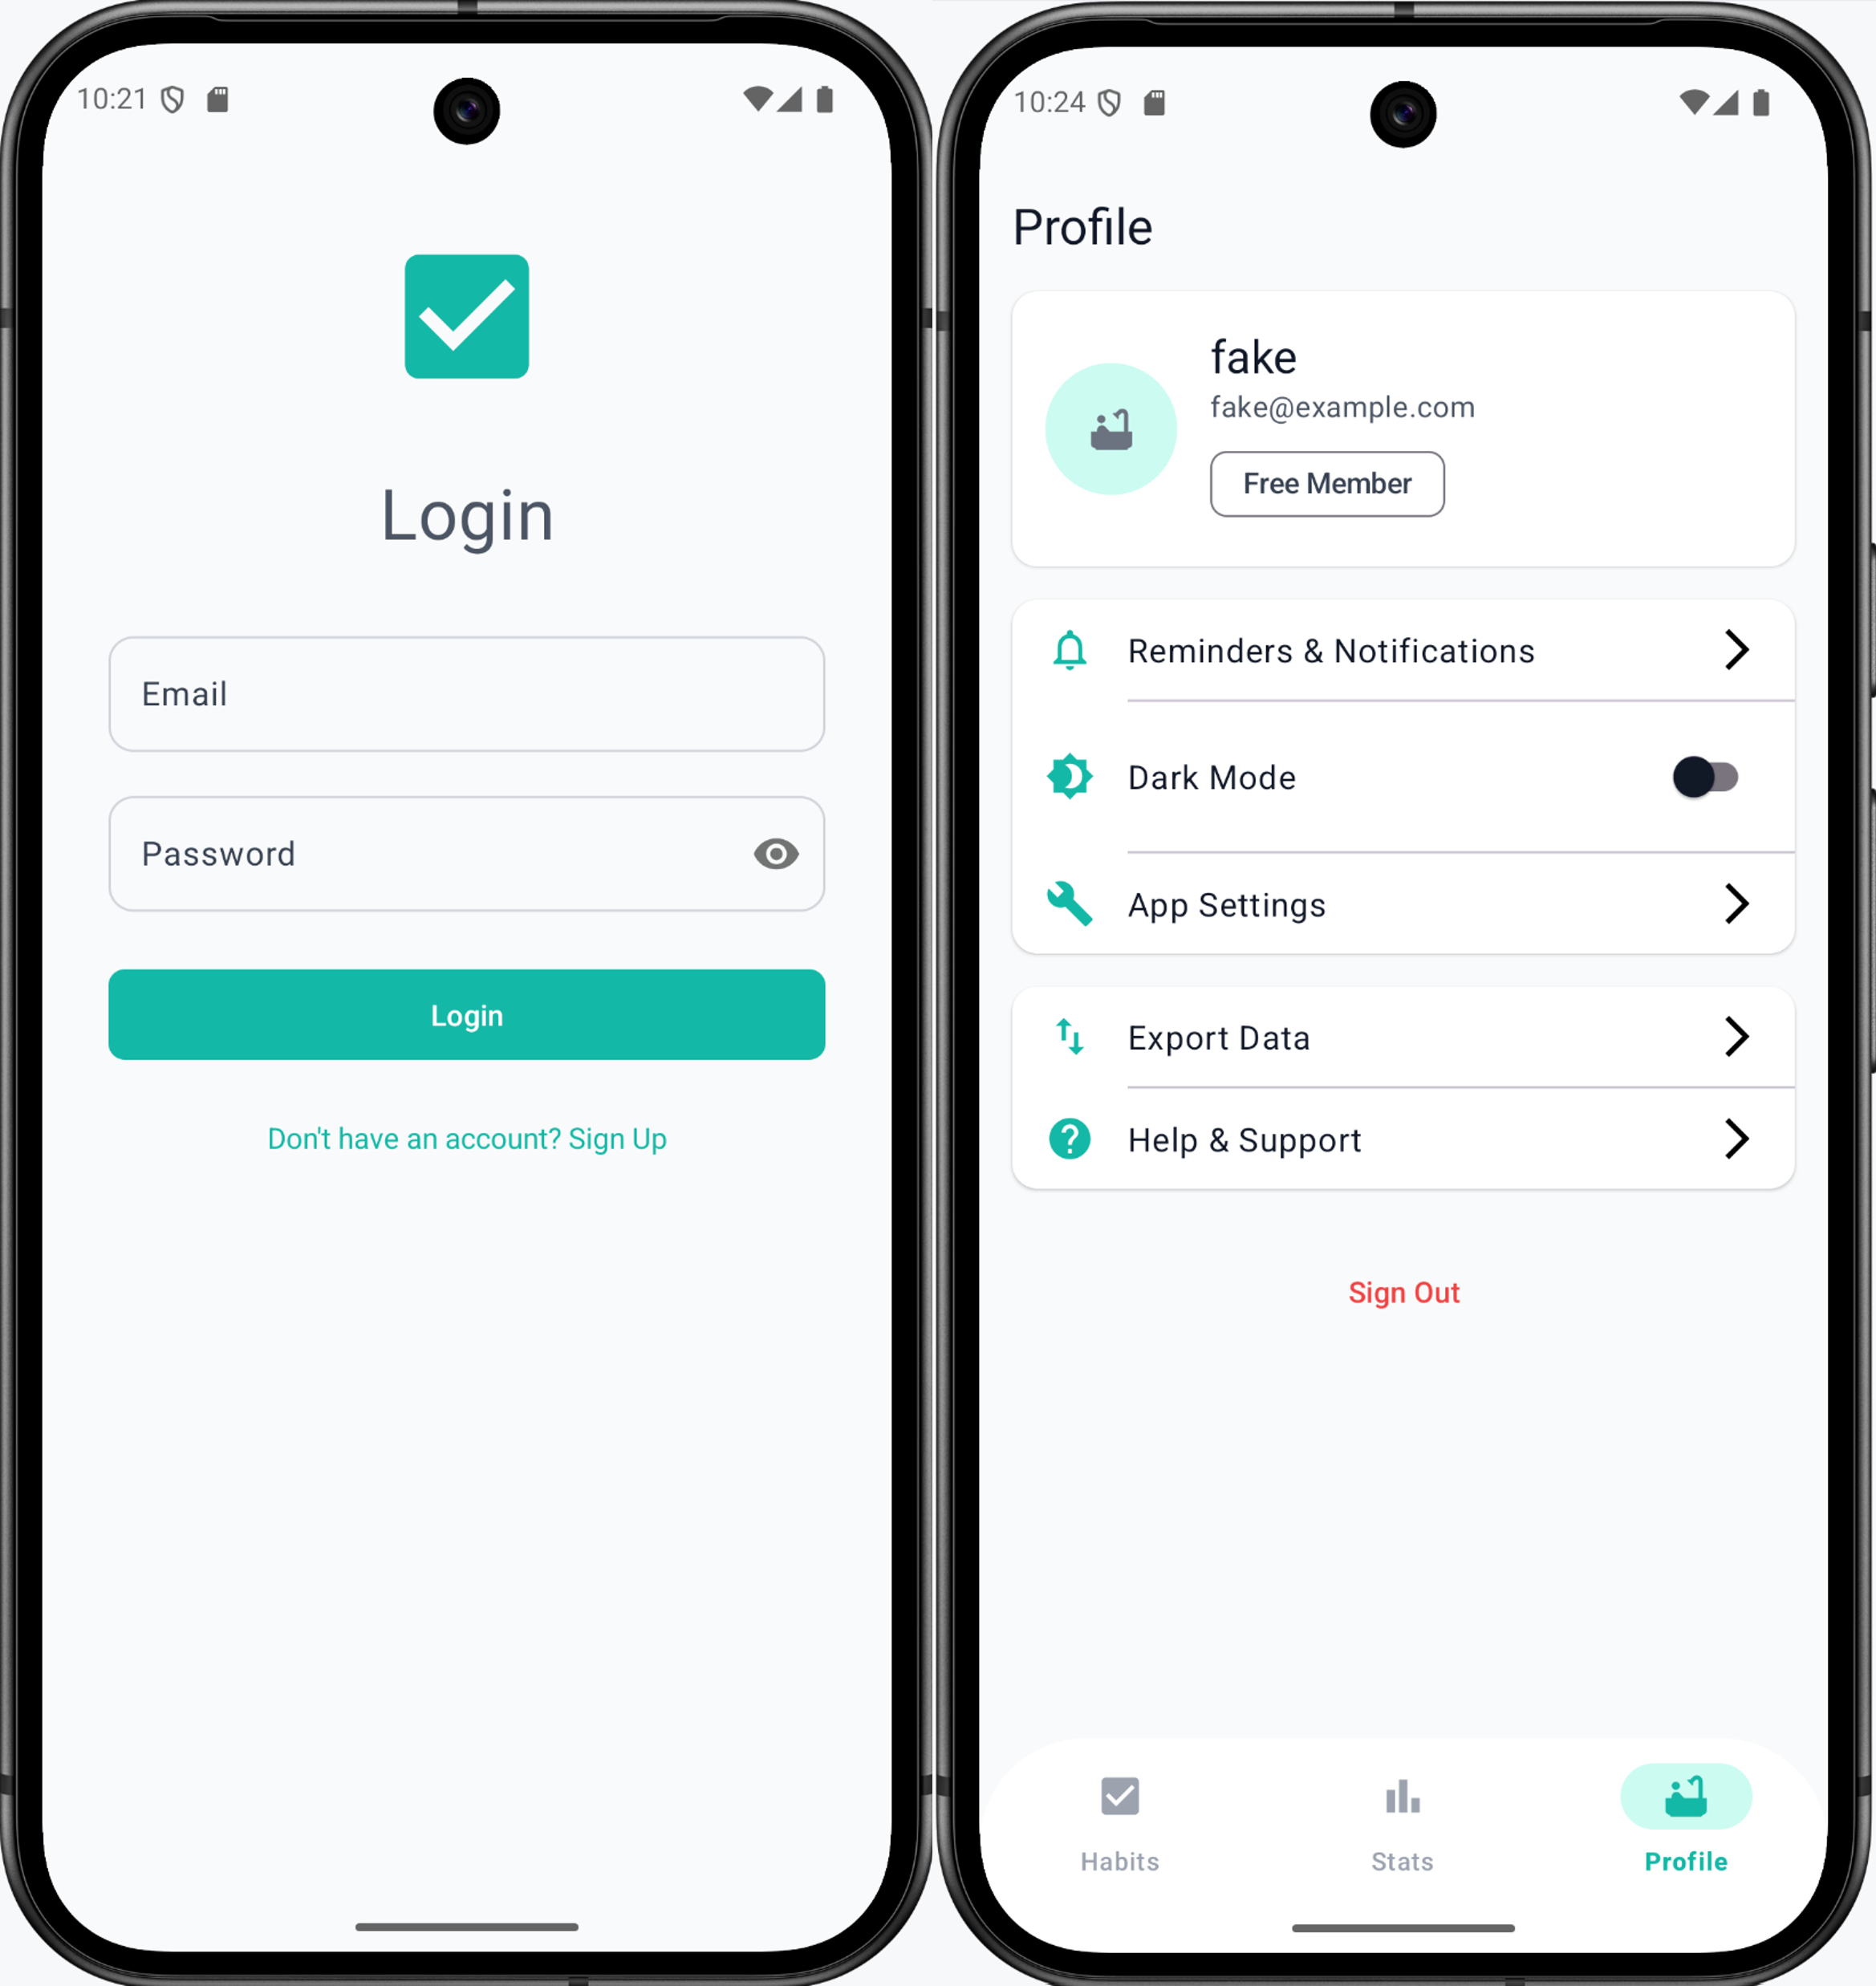 10:21
Login
Email
Password
Login
Don't have an account? Sign Up
10:24
Profile
fake
fake@example.com
Free Member
Reminders & Notifications
Dark Mode
App Settings
Export Data
Help & Support
Sign Out
Habits
Stats
Profile